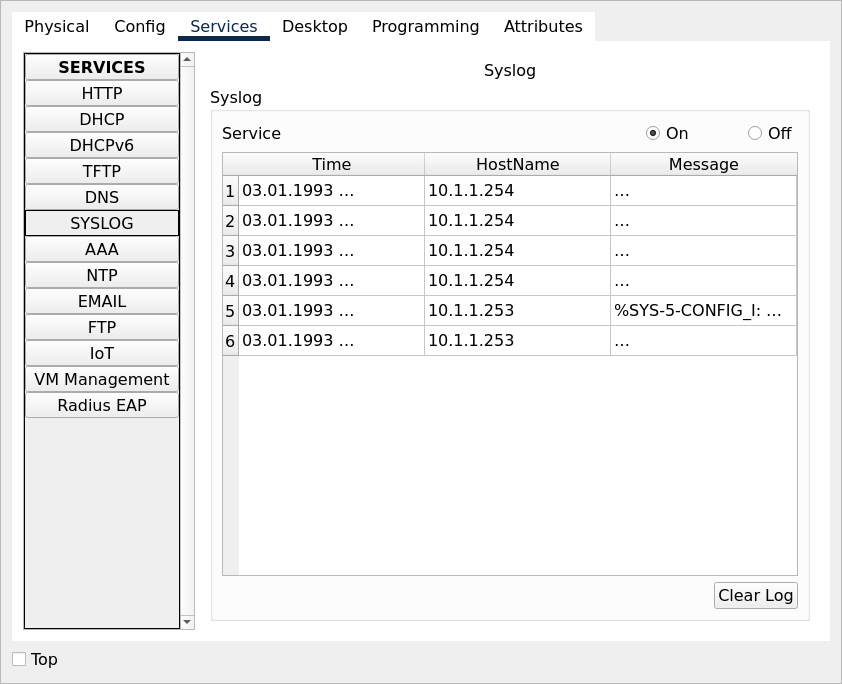 Physical Config Services Desktop Programming Attributes
SERVICES
HTTP
DHCP
DHCPv6
TFTP
DNS
SYSLOG
AAA
NTP
EMAIL
FTP
IoT
VM Management
Radius EAP
Syslog
Syslog
Service On Off
Time HostName Message
1 03.01.1993 ... 10.1.1.254 ...
2 03.01.1993 ... 10.1.1.254 ...
3 03.01.1993 ... 10.1.1.254 ...
4 03.01.1993 ... 10.1.1.254 ...
5 03.01.1993 ... 10.1.1.253 %SYS-5-CONFIG_I: ...
6 03.01.1993 ... 10.1.1.253 ...
Clear Log
Top